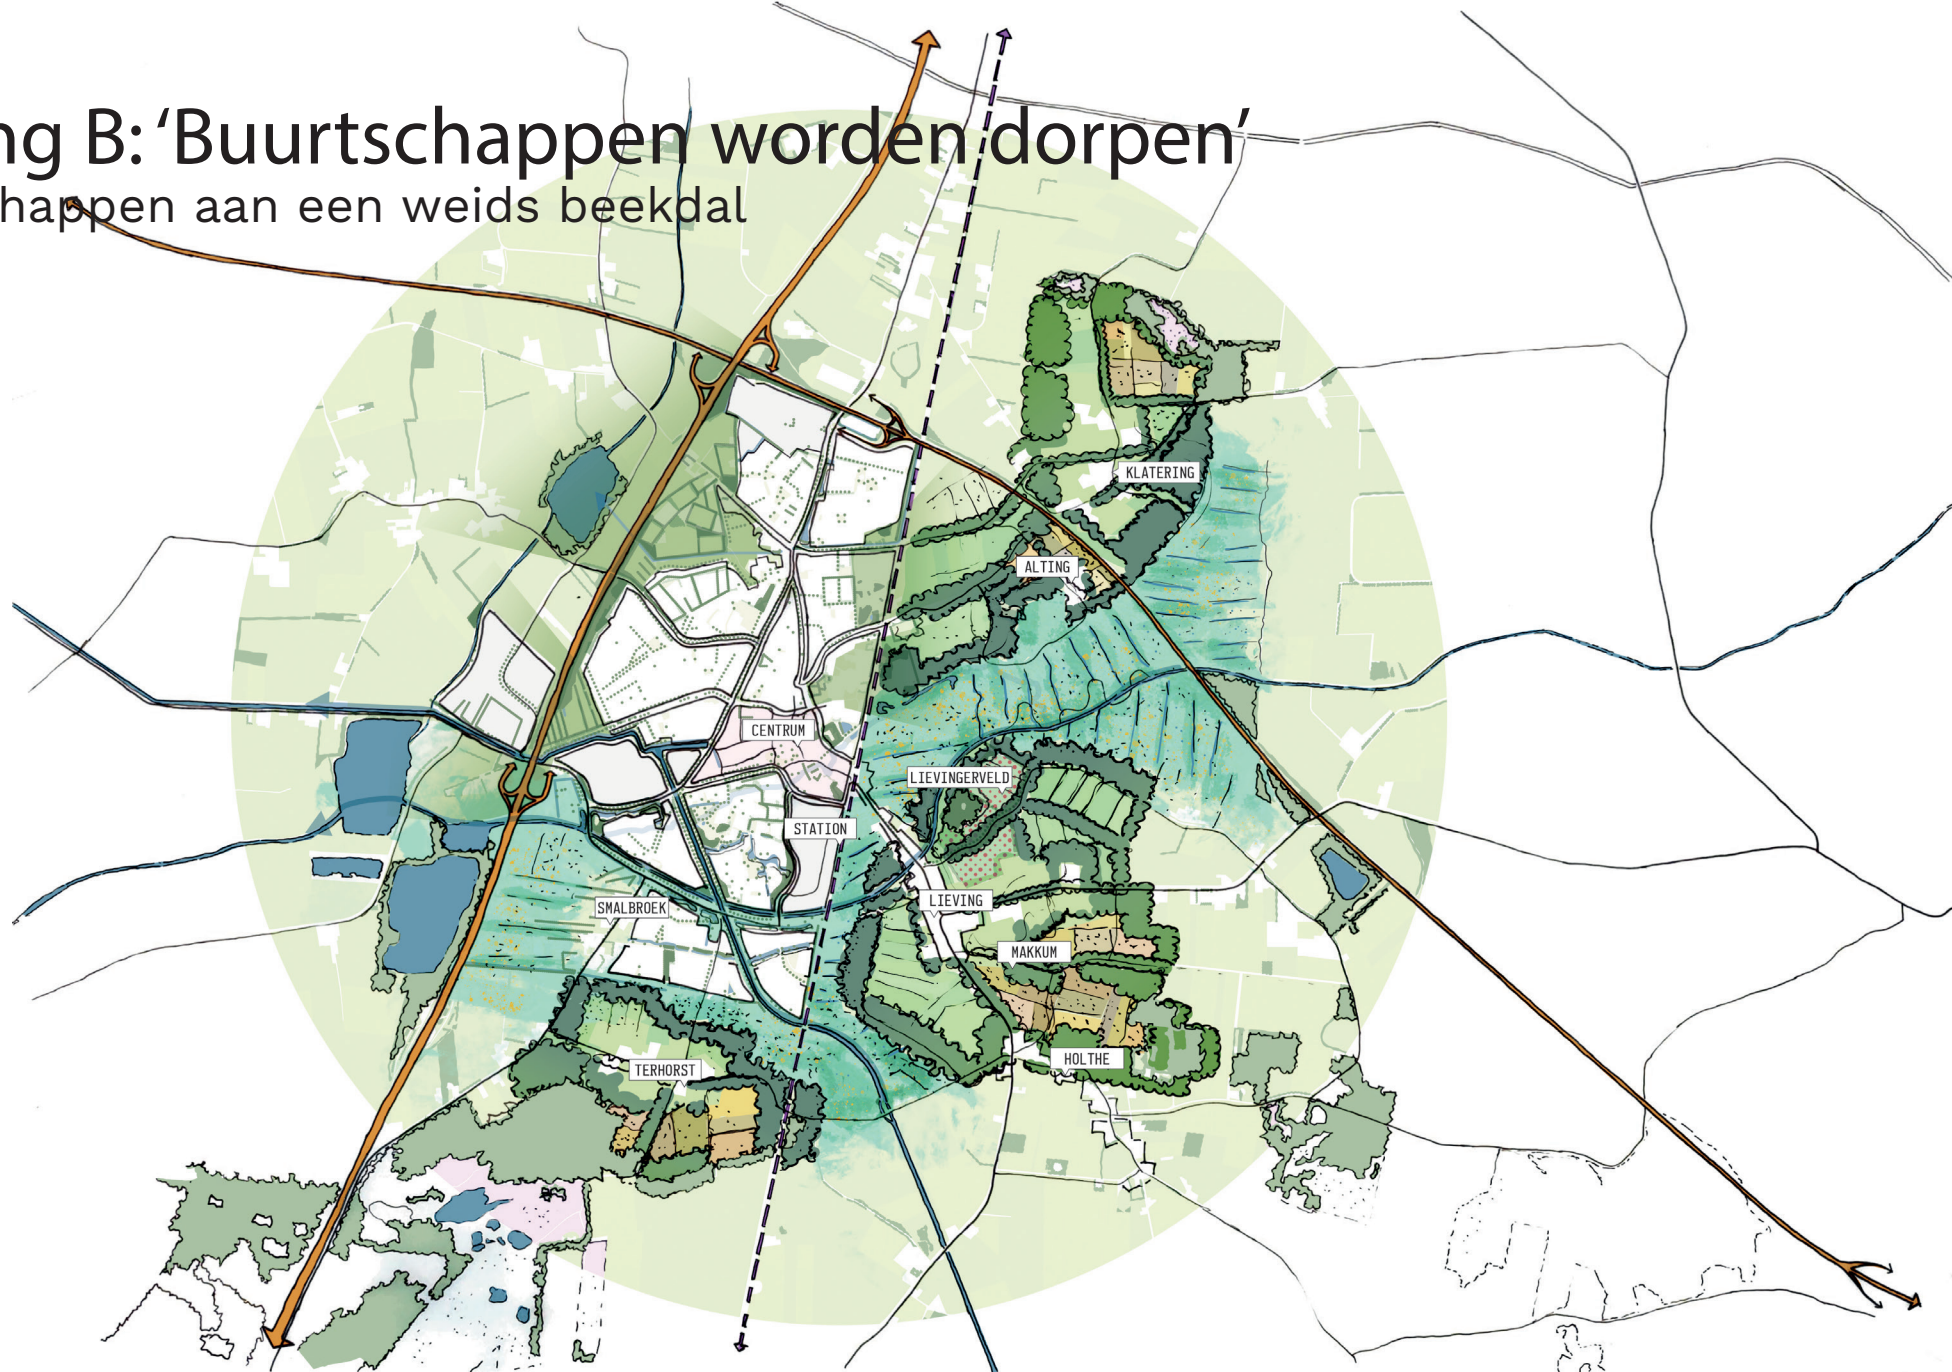 ng B: ‘Buurtschappen worden dorpen’
happen aan een weids beekdal
KLATERING
ALTING
CENTRUM
LIEVINGERVELD
STATION
LIEVING
SMALBROEK
MAKKUM
HOLTHE
TERHORST